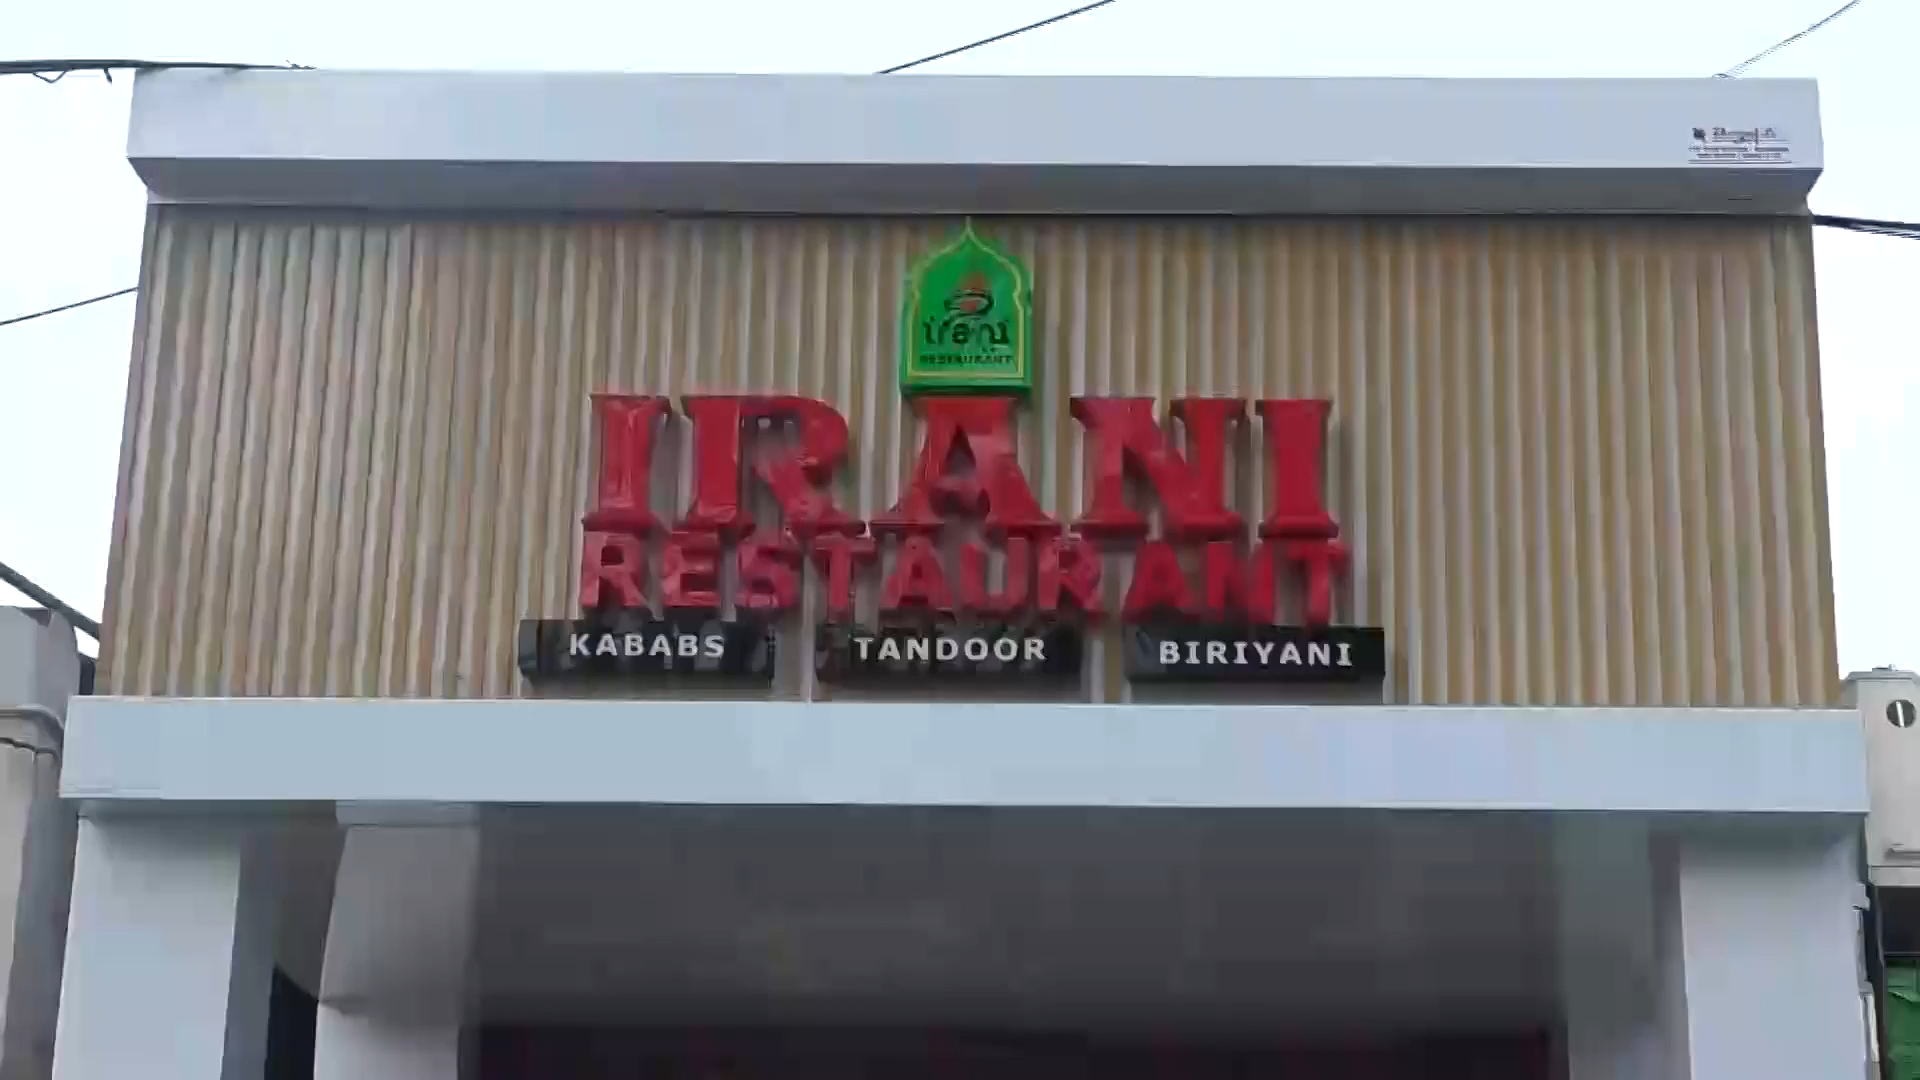 irani
RESTAURANT
IRANI
RESTAURANT
KABABS TANDOOR BIRIYANI